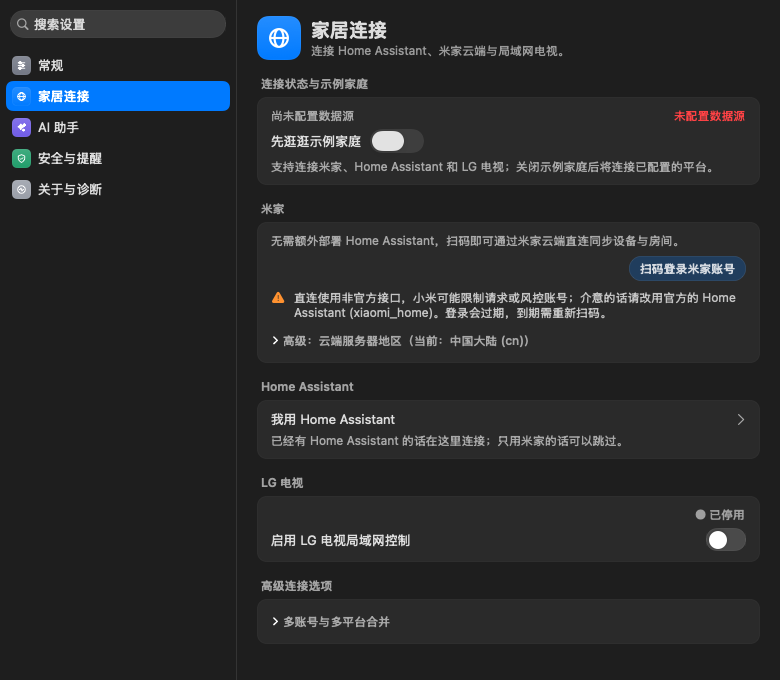 搜索设置
常规
家居连接
AI 助手
安全与提醒
关于与诊断
家居连接
连接 Home Assistant、米家云端与局域网电视。
连接状态与示例家庭
尚未配置数据源
未配置数据源
先逛逛示例家庭
支持连接米家、Home Assistant 和 LG 电视；关闭示例家庭后将连接已配置的平台。
米家
无需额外部署 Home Assistant，扫码即可通过米家云端直连同步设备与房间。
扫码登录米家账号
直连使用非官方接口，小米可能限制请求或风控账号；介意的话请改用官方的 Home
Assistant (xiaomi_home)。登录会过期，到期需重新扫码。
高级：云端服务器地区（当前：中国大陆 (cn)）
Home Assistant
我用 Home Assistant
已经有 Home Assistant 的话在这里连接；只用米家的话可以跳过。
LG 电视
已停用
启用 LG 电视局域网控制
高级连接选项
多账号与多平台合并